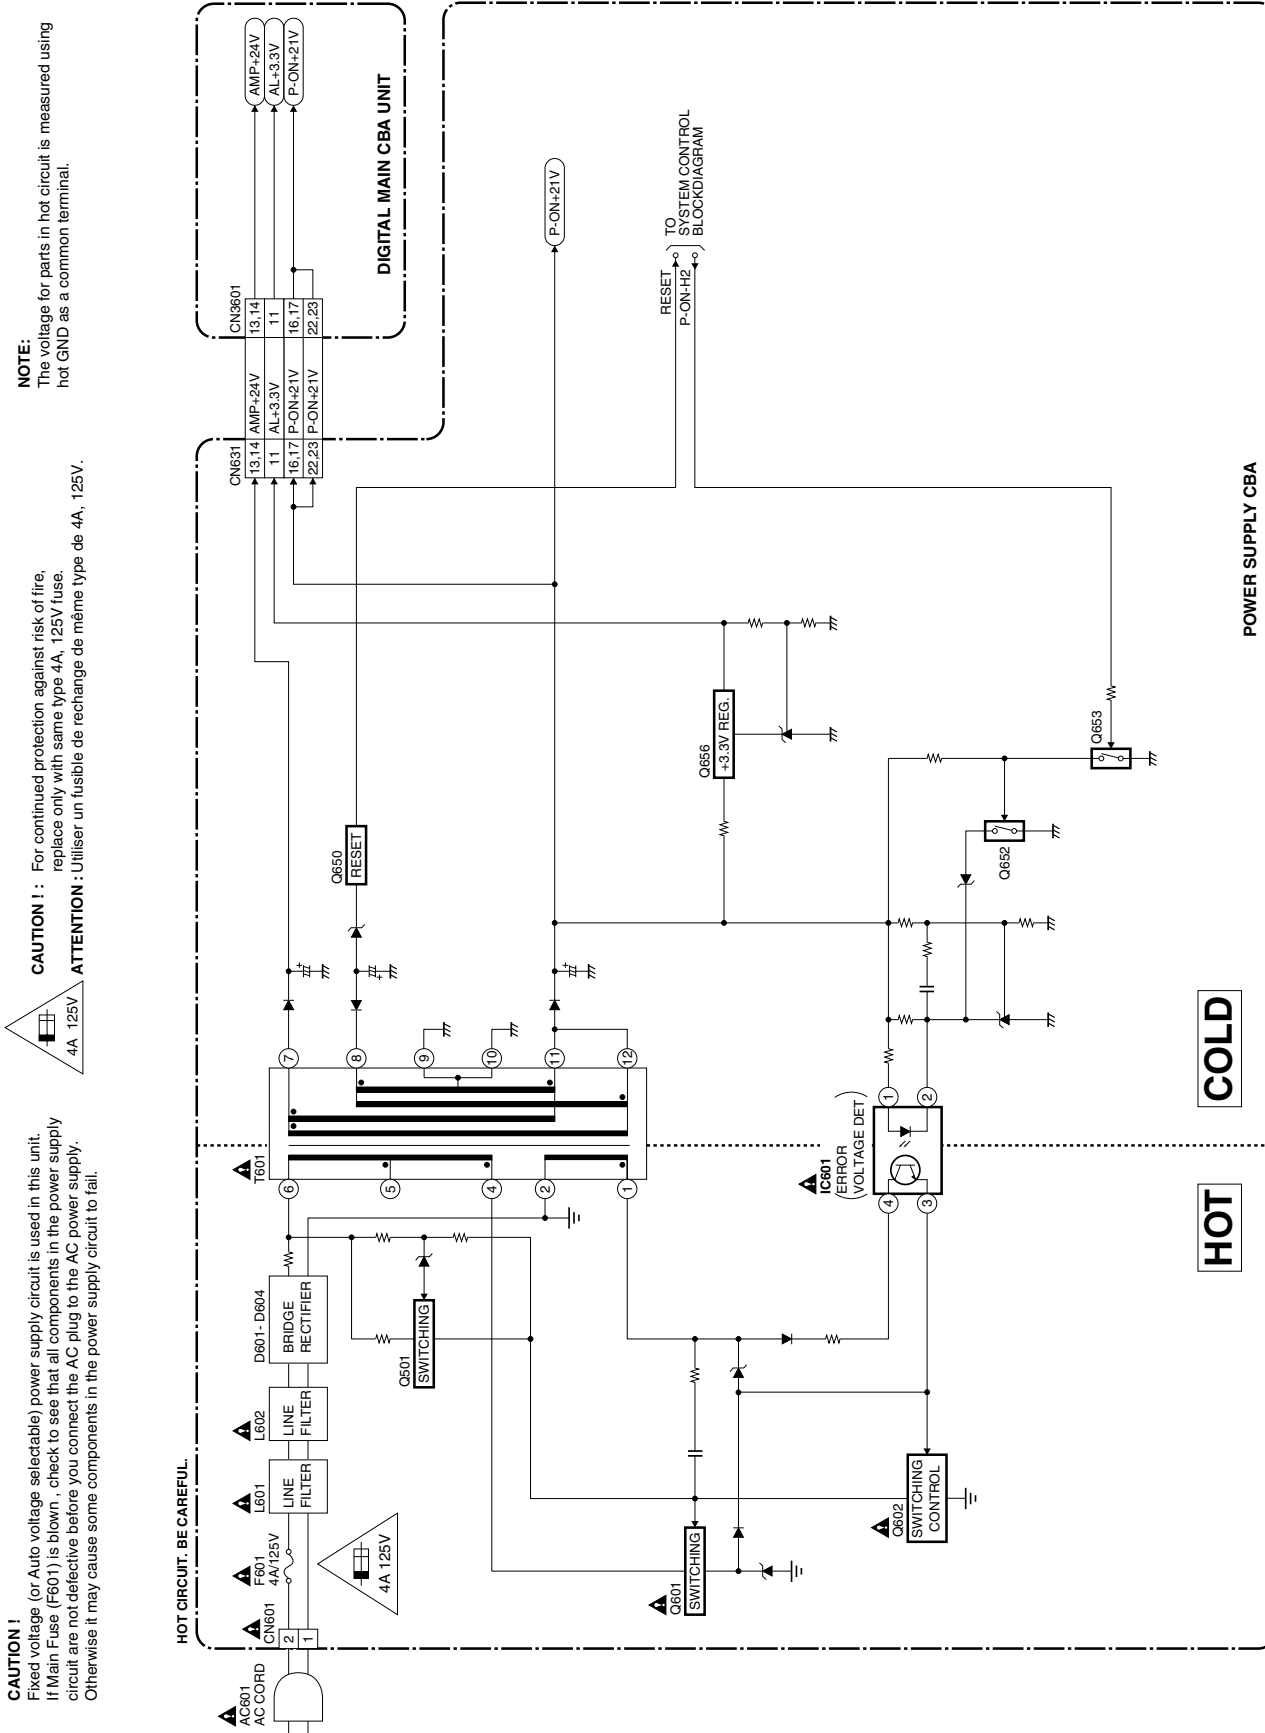 CAUTION !
Fixed voltage (or Auto voltage selectable) power supply circuit is used in this unit.
If Main Fuse (F601) is blown , check to see that all components in the power supply
circuit are not defective before you connect the AC plug to the AC power supply.
Otherwise it may cause some components in the power supply circuit to fail.
4A 125V
CAUTION ! : For continued protection against risk of fire,
replace only with same type 4A, 125V fuse.
ATTENTION : Utiliser un fusible de rechange de même type de 4A, 125V.
NOTE:
The voltage for parts in hot circuit is measured using
hot GND as a common terminal.
HOT CIRCUIT. BE CAREFUL.
AC601
AC CORD
CN601
2
1
F601
4A/125V
4A 125V
L601
LINE
FILTER
L602
LINE
FILTER
D601- D604
BRIDGE
RECTIFIER
Q501
SWITCHING
T601
6
5
4
2
1
7
8
9
10
11
12
Q650
RESET
CN631
13,14
11
16,17
22,23
AMP+24V
AL+3.3V
P-ON+21V
P-ON+21V
CN3601
13,14
11
16,17
22,23
AMP+24V
AL+3.3V
P-ON+21V
DIGITAL MAIN CBA UNIT
P-ON+21V
RESET
P-ON-H2
TO
SYSTEM CONTROL
BLOCKDIAGRAM
Q656
+3.3V REG.
Q601
SWITCHING
Q602
SWITCHING
CONTROL
IC601
ERROR
VOLTAGE DET
4
3
1
2
Q652
Q653
HOT
COLD
POWER SUPPLY CBA